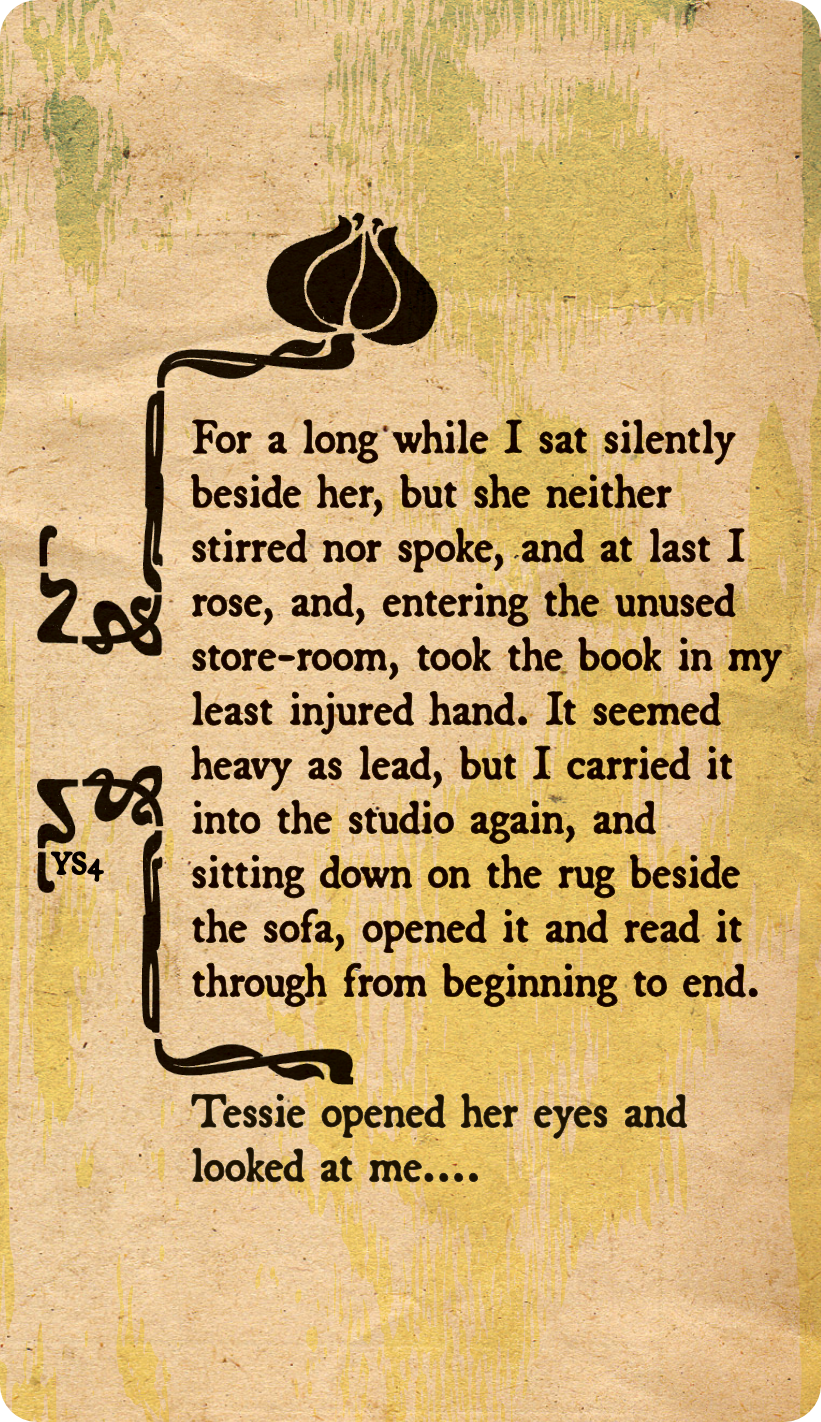 For a long while I sat silently
beside her, but she neither
stirred nor spoke, and at last I
rose, and, entering the unused
store-room, took the book in my
least injured hand. It seemed
heavy as lead, but I carried it
into the studio again, and
YS4
sitting down on the rug beside
the sofa, opened it and read it
through from beginning to end.
Tessie opened her eyes and
looked at me....